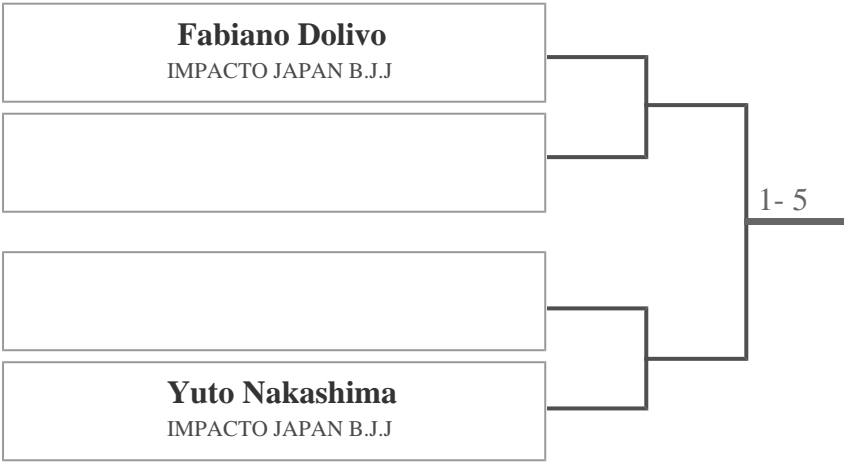 Fabiano Dolivo
IMPACTO JAPAN B.J.J
1- 5
Yuto Nakashima
IMPACTO JAPAN B.J.J